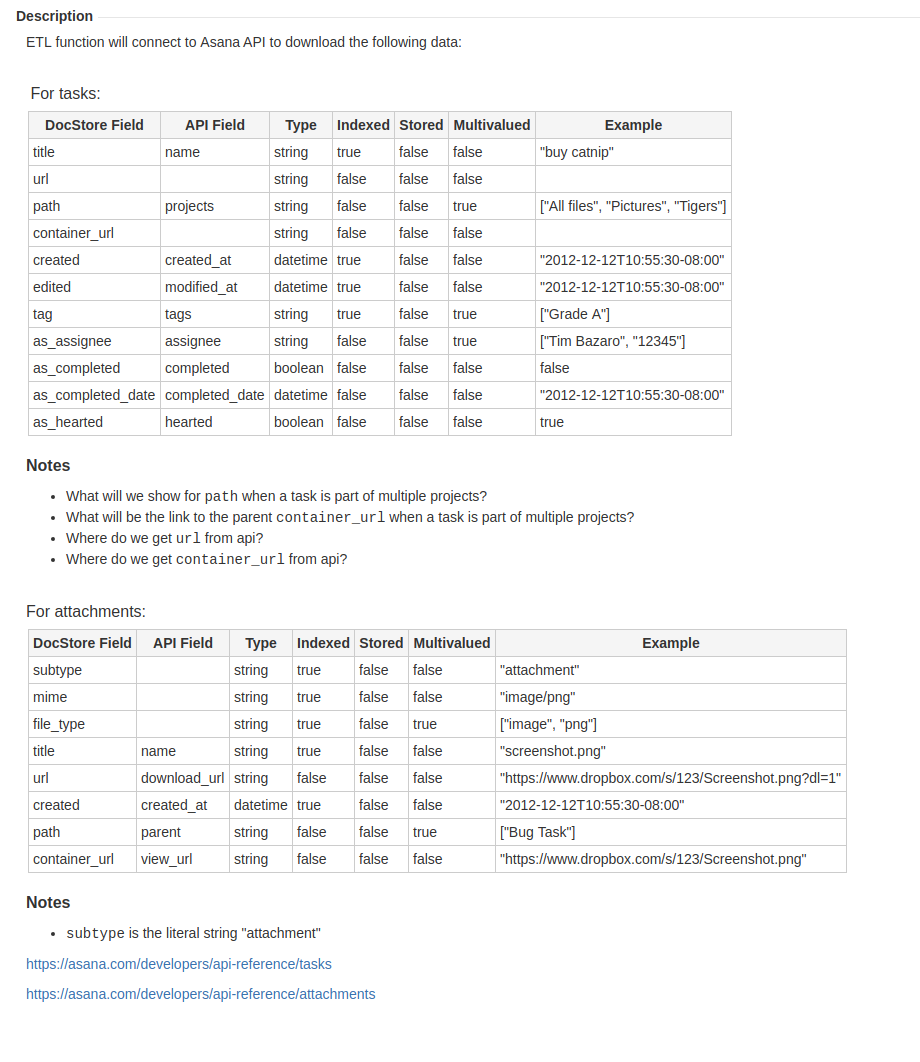 Description
ETL function will connect to Asana API to download the following data:
For tasks:
DocStore Field API Field Type Indexed Stored Multivalued Example
title name string true false false "buy catnip"
url string false false false
path projects string false false true ["All files", "Pictures", "Tigers"]
container_url string false false false
created created_at datetime true false false "2012-12-12T10:55:30-08:00"
edited modified_at datetime true false false "2012-12-12T10:55:30-08:00"
tag tags string true false true ["Grade A"]
as_assignee assignee string false false true ["Tim Bazaro", "12345"]
as_completed completed boolean false false false false
as_completed_date completed_date datetime false false false "2012-12-12T10:55:30-08:00"
as_hearted hearted boolean false false false true
Notes
• What will we show for path when a task is part of multiple projects?
• What will be the link to the parent container_url when a task is part of multiple projects?
• Where do we get url from api?
• Where do we get container_url from api?
For attachments:
DocStore Field API Field Type Indexed Stored Multivalued Example
subtype string true false false "attachment"
mime string true false false "image/png"
file_type string true false true ["image", "png"]
title name string true false false "screenshot.png"
url download_url string false false false "https://www.dropbox.com/s/123/Screenshot.png?dl=1"
created created_at datetime true false false "2012-12-12T10:55:30-08:00"
path parent string false false true ["Bug Task"]
container_url view_url string false false false "https://www.dropbox.com/s/123/Screenshot.png"
Notes
• subtype is the literal string "attachment"
https://asana.com/developers/api-reference/tasks
https://asana.com/developers/api-reference/attachments